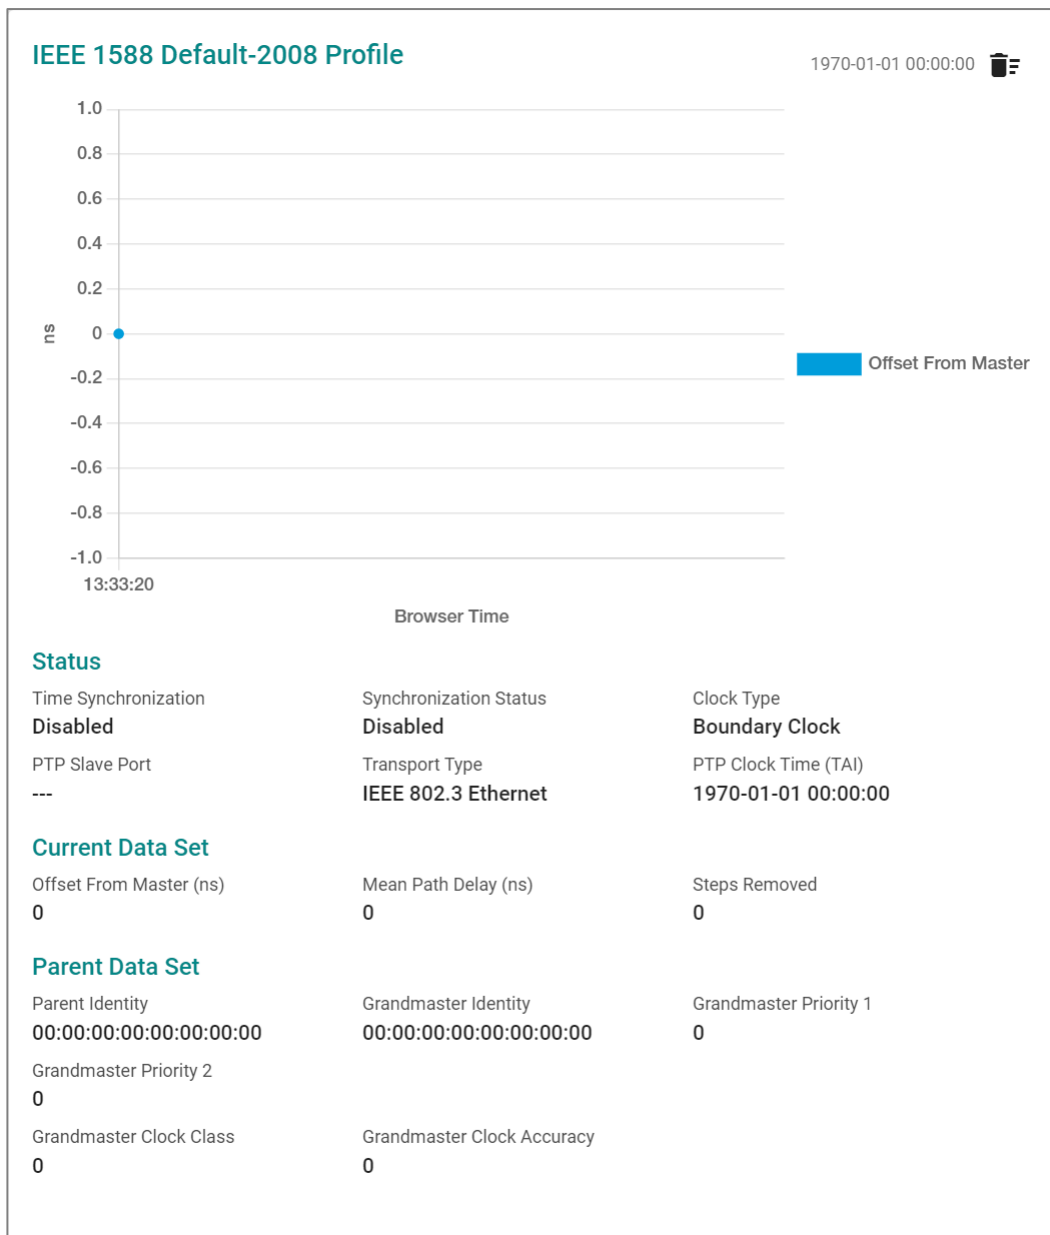 IEEE 1588 Default-2008 Profile
1970-01-01 00:00:00
1.0
0.8
0.6
0.4
0.2
0
-0.2
-0.4
-0.6
-0.8
-1.0
ns
13:33:20
Browser Time
Offset From Master
Status
Time Synchronization Synchronization Status Clock Type
Disabled Disabled Boundary Clock
PTP Slave Port Transport Type PTP Clock Time (TAI)
--- IEEE 802.3 Ethernet 1970-01-01 00:00:00
Current Data Set
Offset From Master (ns) Mean Path Delay (ns) Steps Removed
0 0 0
Parent Data Set
Parent Identity Grandmaster Identity Grandmaster Priority 1
00:00:00:00:00:00:00:00 00:00:00:00:00:00:00:00 0
Grandmaster Priority 2
0
Grandmaster Clock Class Grandmaster Clock Accuracy
0 0